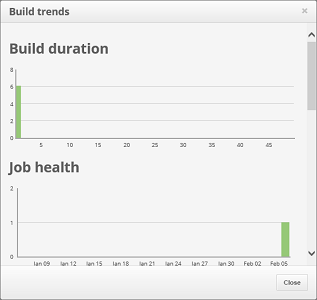 Build trends
×
Build duration
8
6
4
2
0
5 10 15 20 25 30 35 40 45
Job health
2
1
0
Jan 09 Jan 12 Jan 15 Jan 18 Jan 21 Jan 24 Jan 27 Jan 30 Feb 02 Feb 05
Close